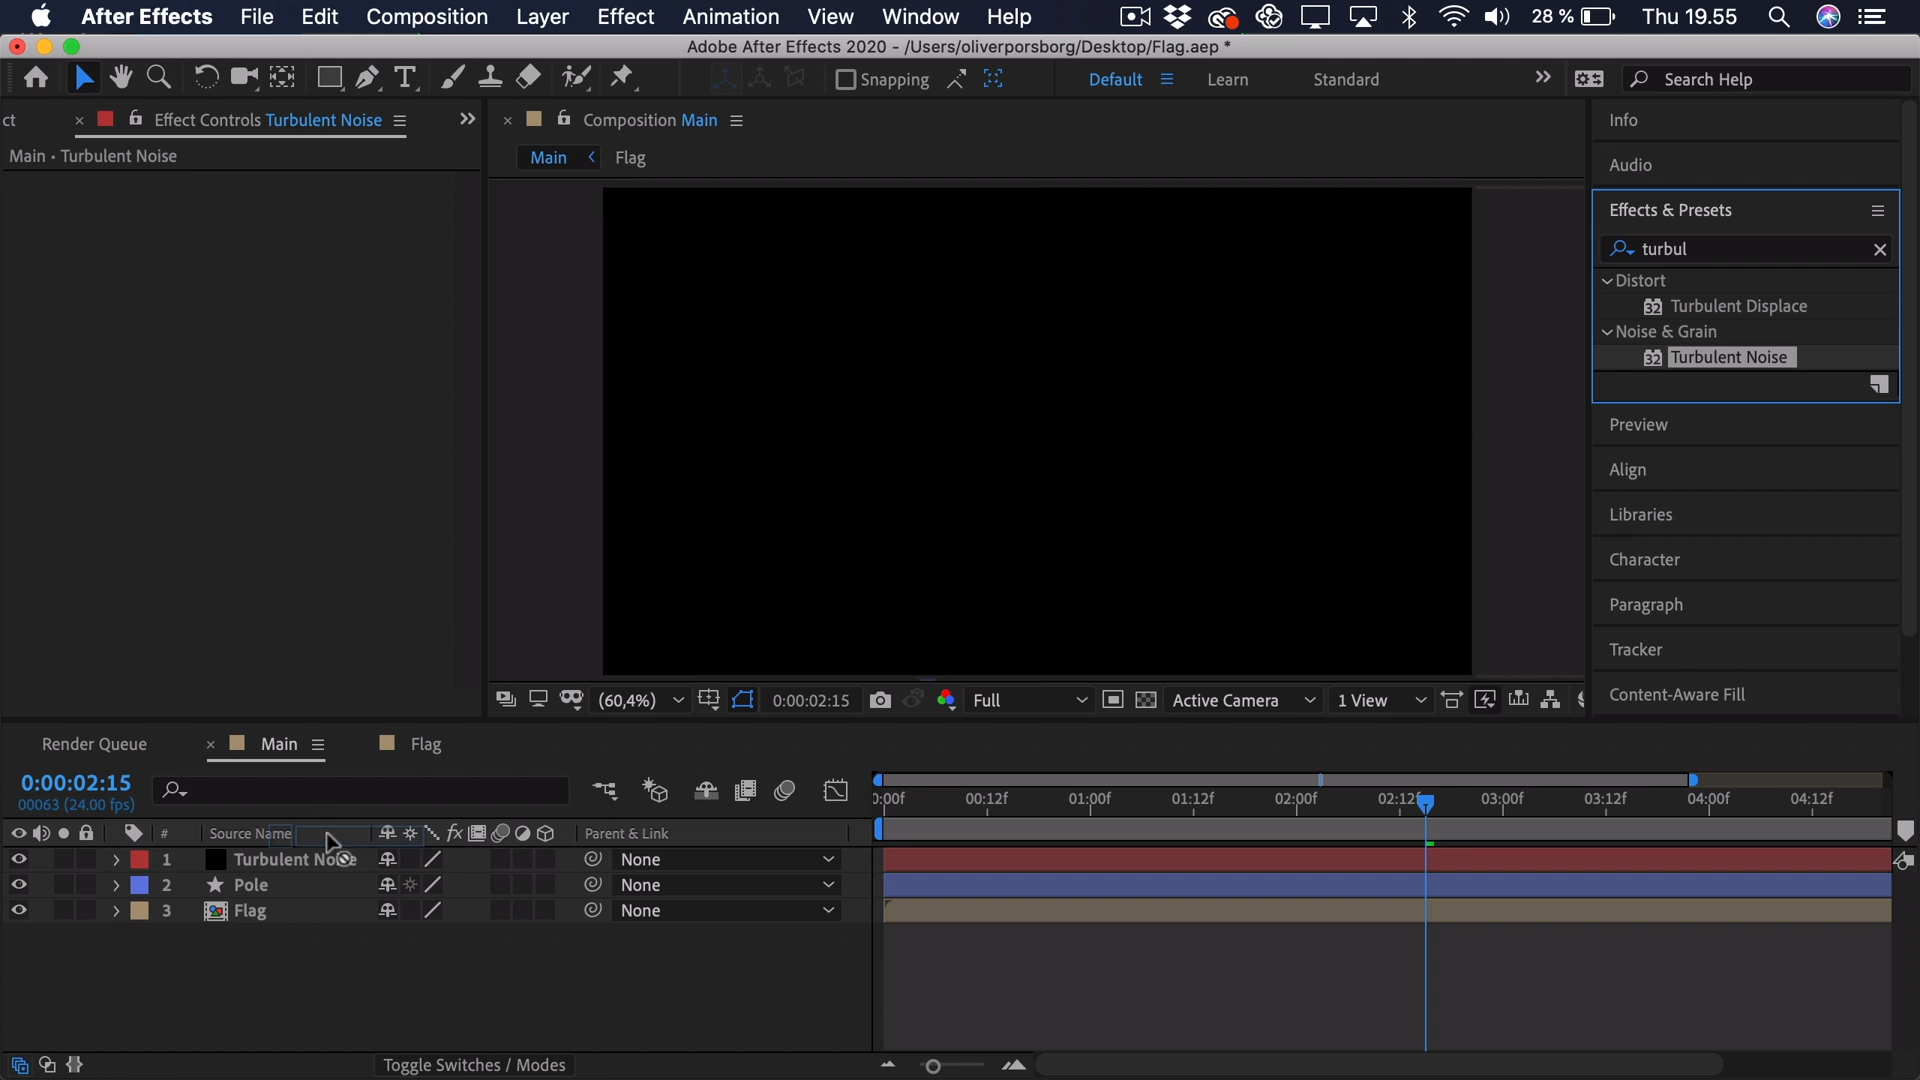 After Effects File Edit Composition Layer Effect Animation View Window Help 28 % Thu 19.55
Adobe After Effects 2020 - /Users/oliverporsborg/Desktop/Flag.aep *
Snapping Default Learn Standard Search Help
ct Effect Controls Turbulent Noise
Composition Main
Info
Main • Turbulent Noise
Main Flag
Audio
Effects & Presets
turbul
Distort
32 Turbulent Displace
Noise & Grain
32 Turbulent Noise
Preview
Align
Libraries
Character
Paragraph
Tracker
Content-Aware Fill
(60,4%) 0:00:02:15 Full Active Camera 1 View
Render Queue Main Flag
0:00:02:15
00063 (24.00 fps)
0:00f 00:12f 01:00f 01:12f 02:00f 02:12f 03:00f 03:12f 04:00f 04:12f
# Source Name fx Parent & Link
1 Turbulent Noise None
2 Pole None
3 Flag None
Toggle Switches / Modes